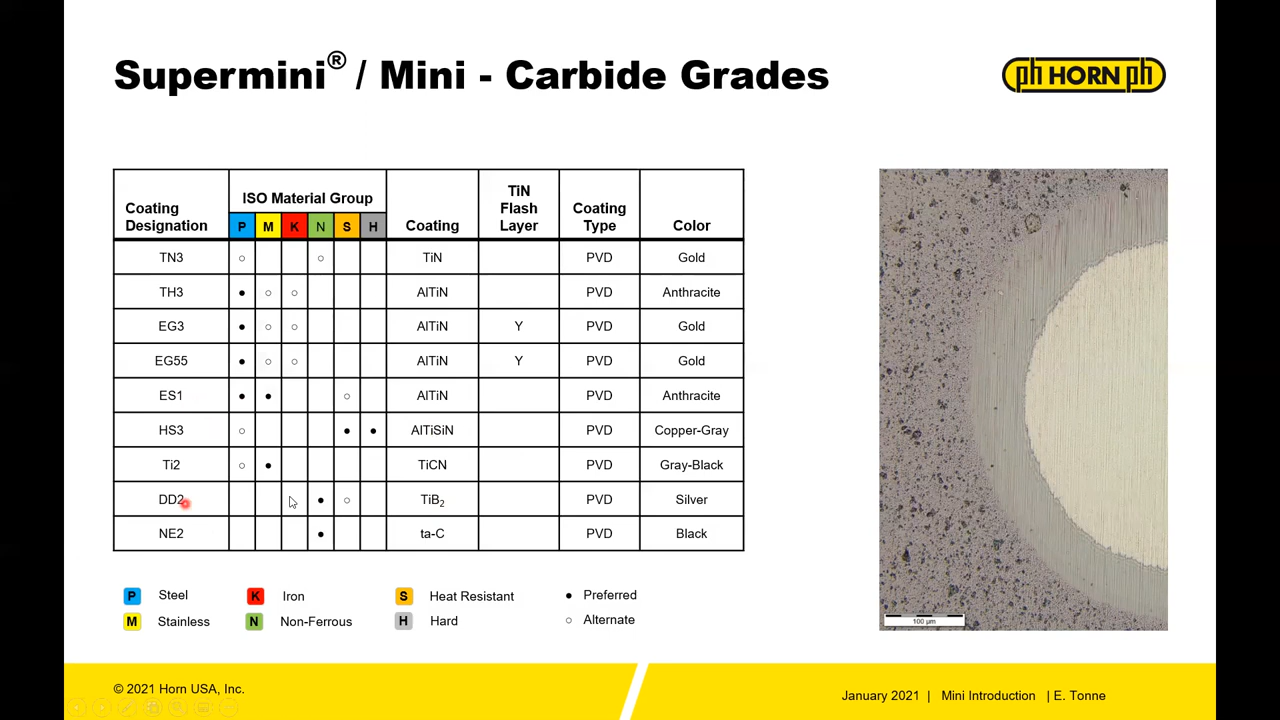 Supermini® / Mini - Carbide Grades
ph HORN ph
Coating Designation
ISO Material Group
P M K N S H
Coating
TiN Flash Layer
Coating Type
Color
TN3 ○ ○ TiN PVD Gold
TH3 ● ○ ○ AlTiN PVD Anthracite
EG3 ● ○ ○ AlTiN Y PVD Gold
EG55 ● ○ ○ AlTiN Y PVD Gold
ES1 ● ● ○ AlTiN PVD Anthracite
HS3 ○ ● ● AlTiSiN PVD Copper-Gray
Ti2 ○ ● TiCN PVD Gray-Black
DD2 ● ○ TiB₂ PVD Silver
NE2 ● ta-C PVD Black
P Steel K Iron S Heat Resistant ● Preferred
M Stainless N Non-Ferrous H Hard ○ Alternate
100 µm
© 2021 Horn USA, Inc.
January 2021 | Mini Introduction | E. Tonne